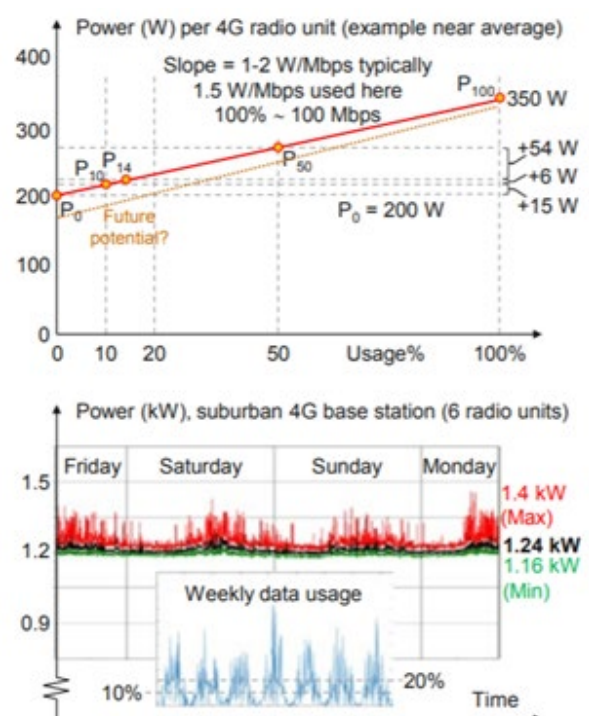 Power (W) per 4G radio unit (example near average)
400
Slope = 1-2 W/Mbps typically
1.5 W/Mbps used here
100% ~ 100 Mbps
P100
350 W
300
+54 W
P10
P14
P50
+6 W
200
P0
P0 = 200 W
+15 W
Future
potential?
100
0
0 10 20 50 Usage% 100%
Power (kW), suburban 4G base station (6 radio units)
Friday Saturday Sunday Monday
1.5
1.4 kW
(Max)
1.2
1.24 kW
1.16 kW
(Min)
Weekly data usage
0.9
10%
20%
Time